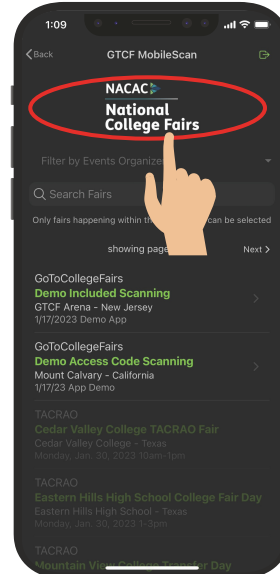 1:09
Back
GTCF MobileScan
NACAC
National
College Fairs
Filter by Events Organizer
Search Fairs
Only fairs happening within th can be selected
showing page
Next >
GoToCollegeFairs
Demo Included Scanning
GTCF Arena - New Jersey
1/17/2023 Demo App
GoToCollegeFairs
Demo Access Code Scanning
Mount Calvary - California
1/17/23 App Demo
TACRAO
Cedar Valley College TACRAO Fair
Cedar Valley College - Texas
Monday, Jan. 30, 2023 10am-1pm
TACRAO
Eastern Hills High School College Fair Day
Eastern Hills High School - Texas
Monday, Jan. 30, 2023 1-3pm
TACRAO
Mountain View College Transfer Day